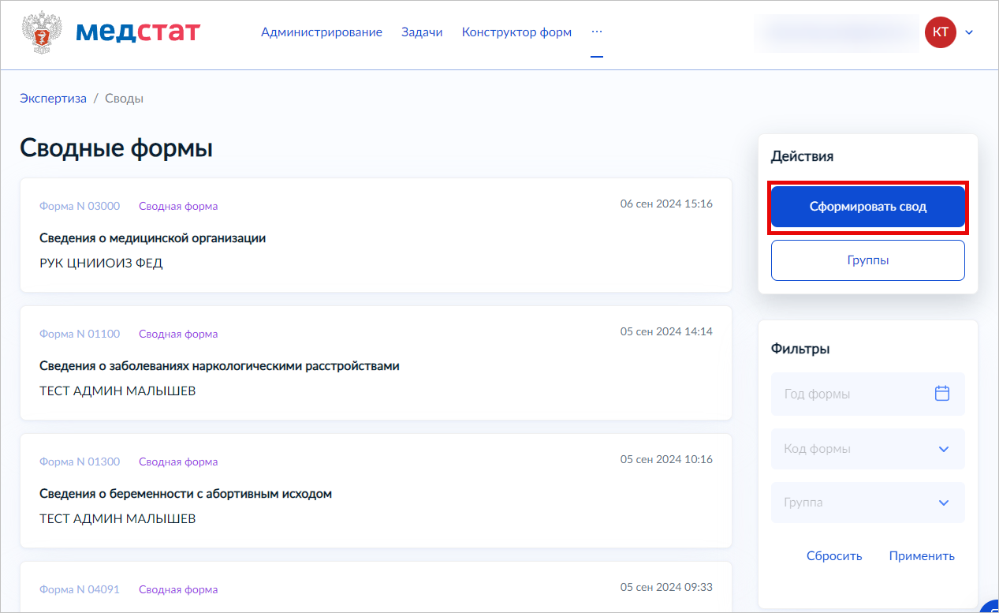 медстат
Администрирование Задачи Конструктор форм ...
КТ
Экспертиза / Своды
Сводные формы
Форма N 03000 Сводная форма 06 сен 2024 15:16
Сведения о медицинской организации
РУК ЦНИИОИЗ ФЕД
Форма N 01100 Сводная форма 05 сен 2024 14:14
Сведения о заболеваниях наркологическими расстройствами
ТЕСТ АДМИН МАЛЫШЕВ
Форма N 01300 Сводная форма 05 сен 2024 10:16
Сведения о беременности с абортивным исходом
ТЕСТ АДМИН МАЛЫШЕВ
Форма N 04091 Сводная форма 05 сен 2024 09:33
Действия
Сформировать свод
Группы
Фильтры
Год формы
Код формы
Группа
Сбросить Применить